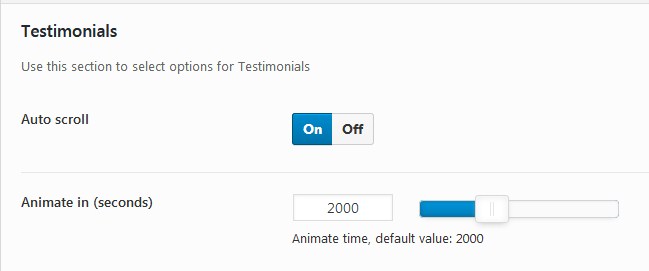 Testimonials
Use this section to select options for Testimonials
Auto scroll
On Off
Animate in (seconds)
2000
Animate time, default value: 2000